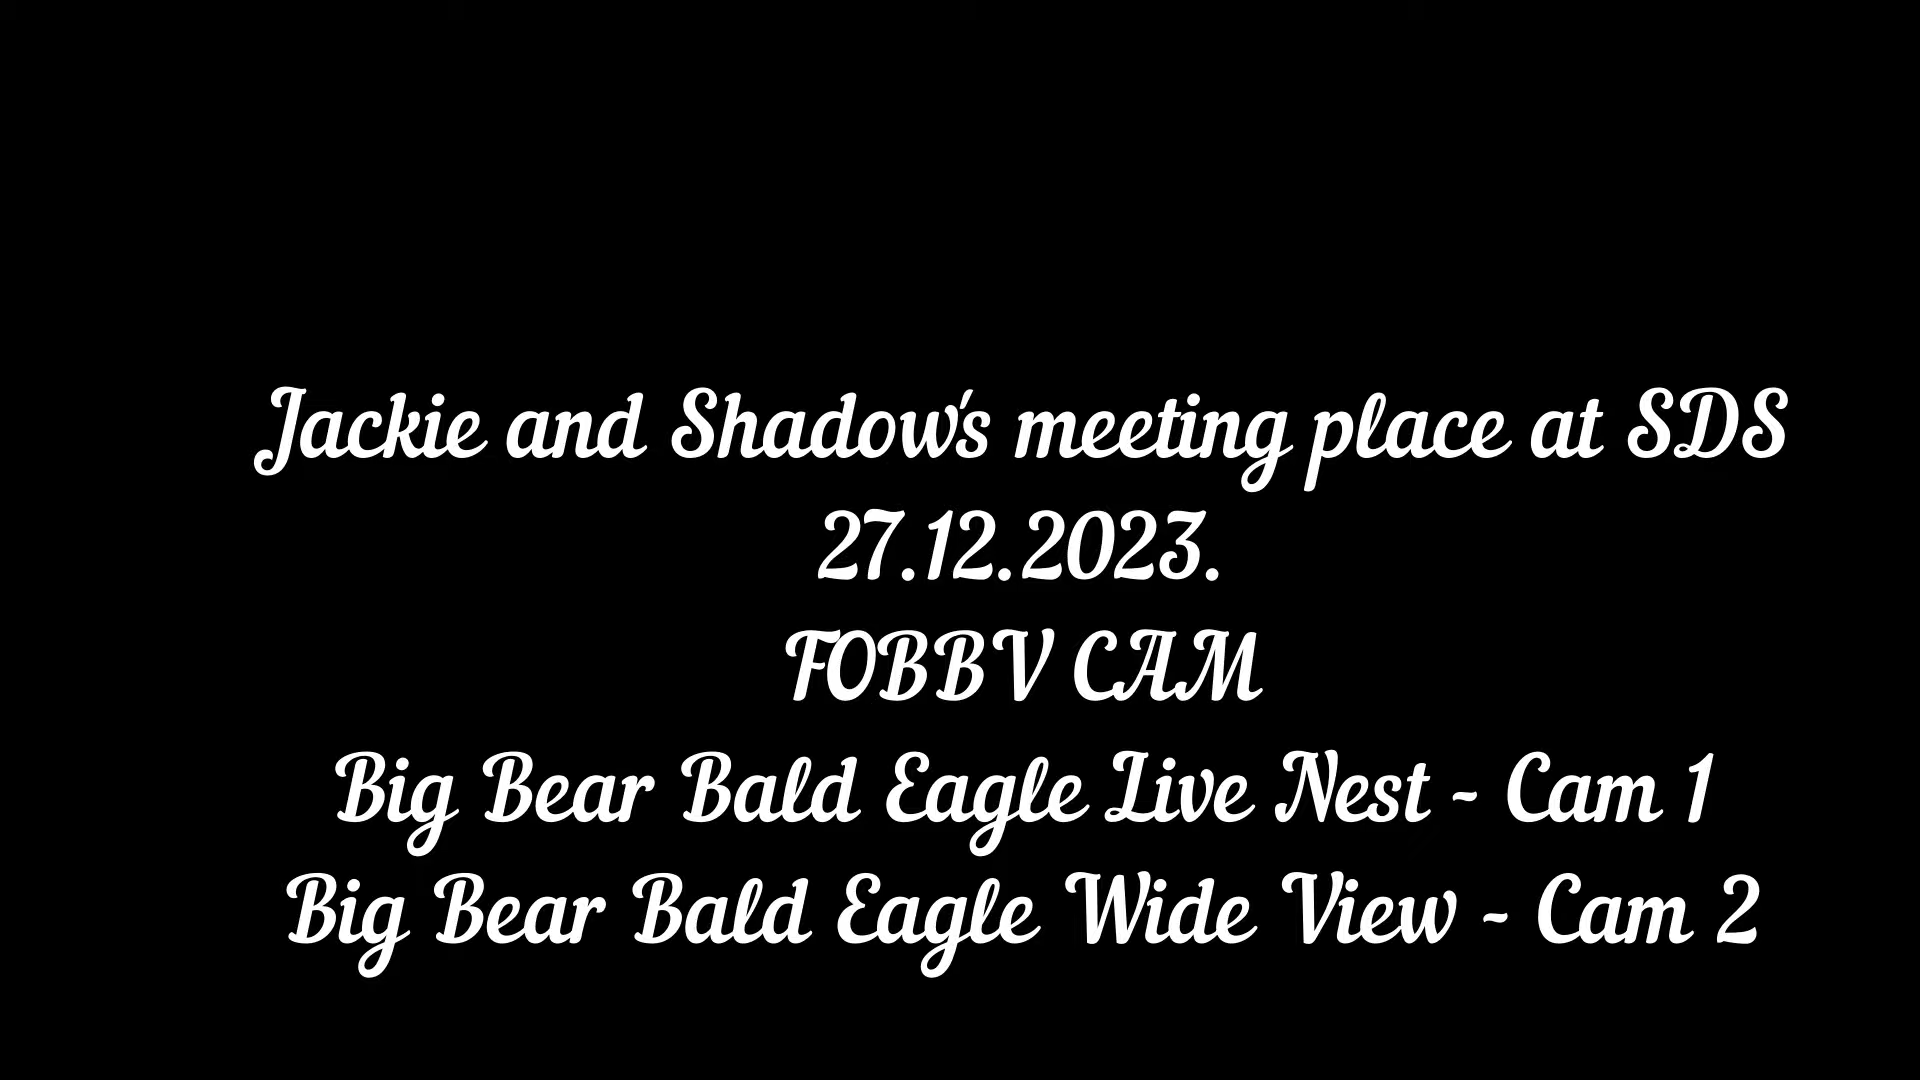 Jackie and Shadow's meeting place at SDS
27.12.2023.
FOBBV CAM
Big Bear Bald Eagle Live Nest - Cam 1
Big Bear Bald Eagle Wide View - Cam 2